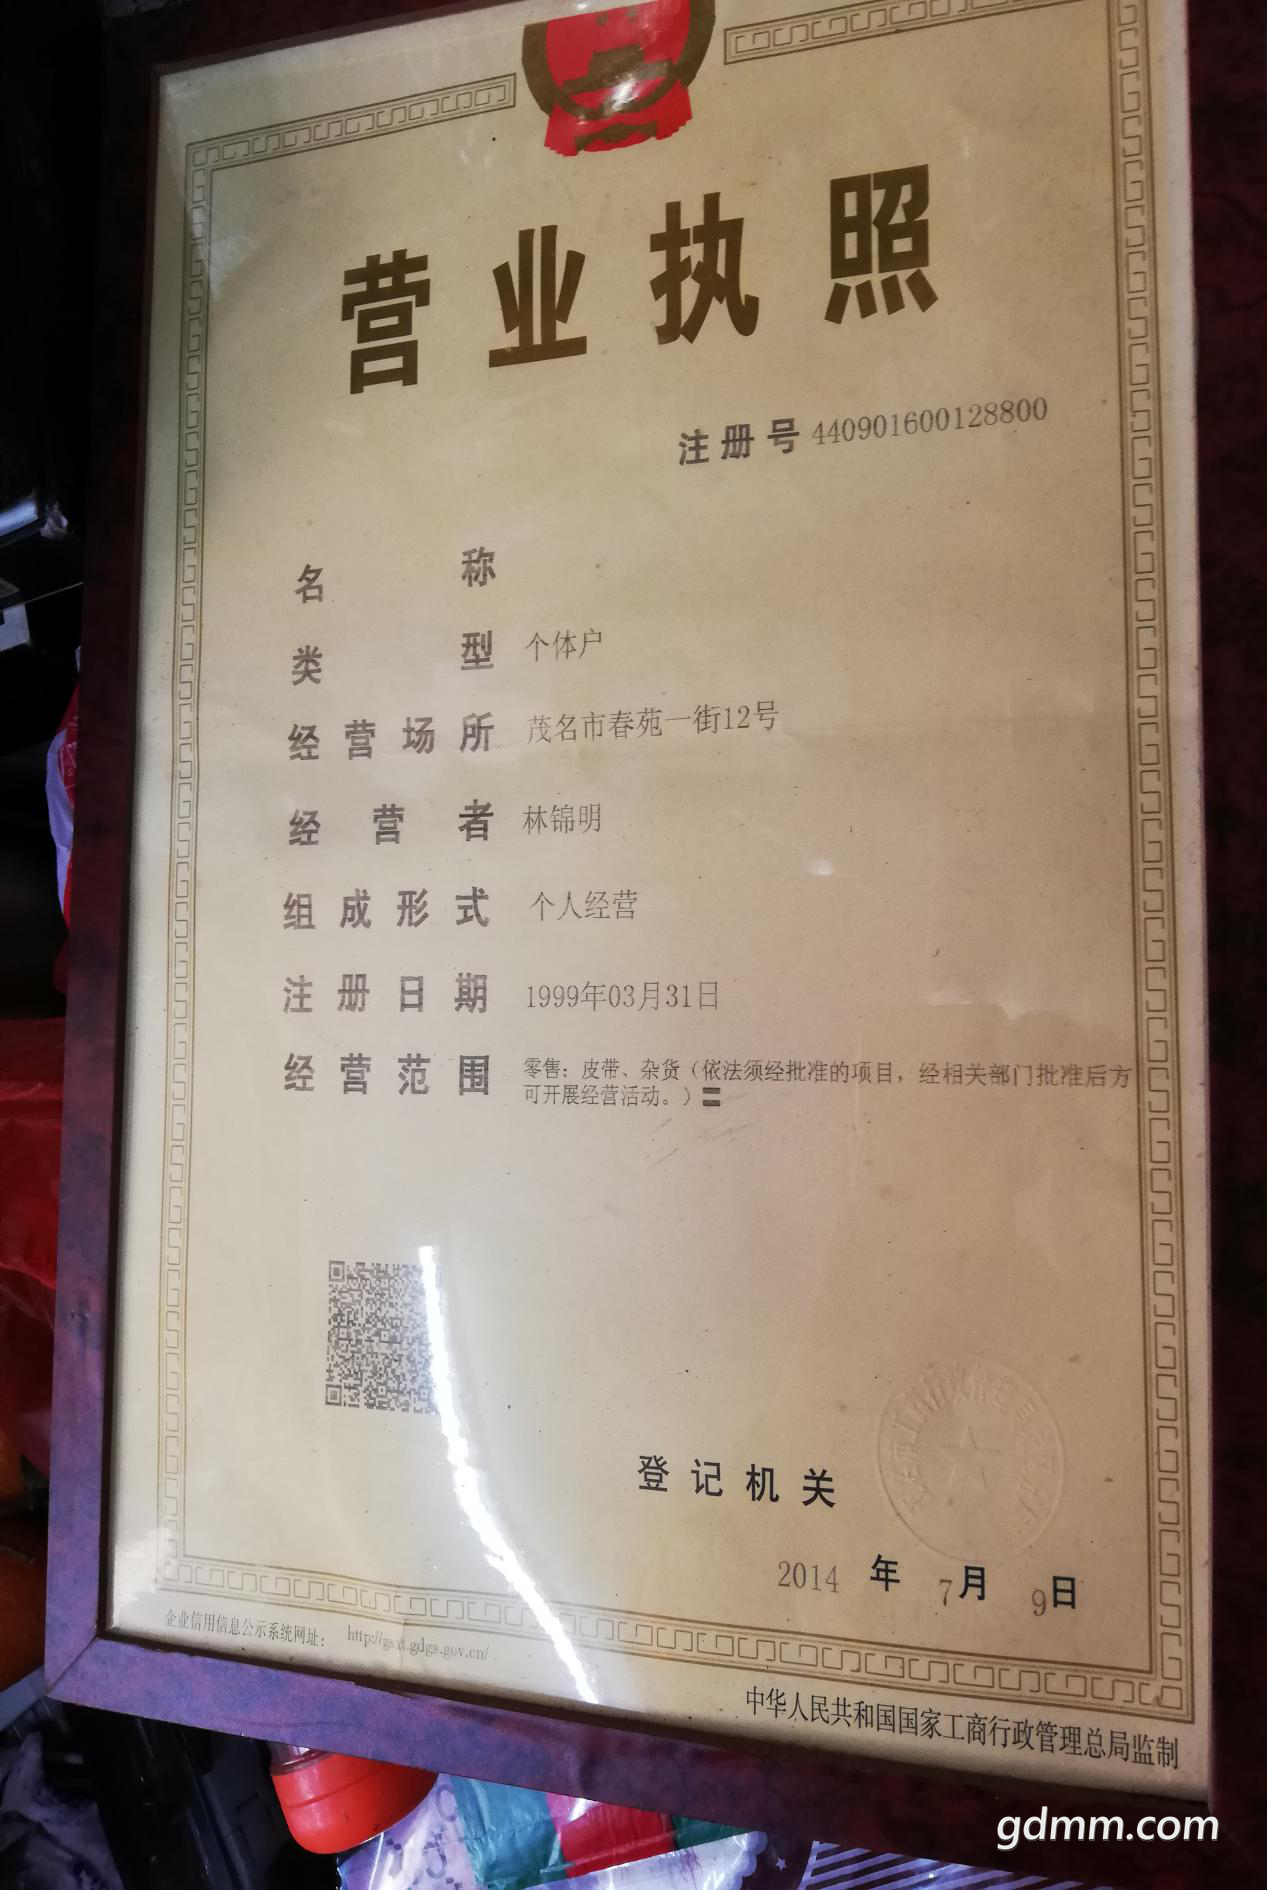 营业执照
注册号 440901600128800
名称
类型 个体户
经营场所 茂名市春苑一街12号
经营者 林锦明
组成形式 个人经营
注册日期 1999年03月31日
经营范围 零售：皮带、杂货（依法须经批准的项目，经相关部门批准后方
可开展经营活动。）〓
登记机关
2014 年 7 月 9 日
企业信用信息公示系统网址： http://gsxt.gdgs.gov.cn/
中华人民共和国国家工商行政管理总局监制
gdmm.com